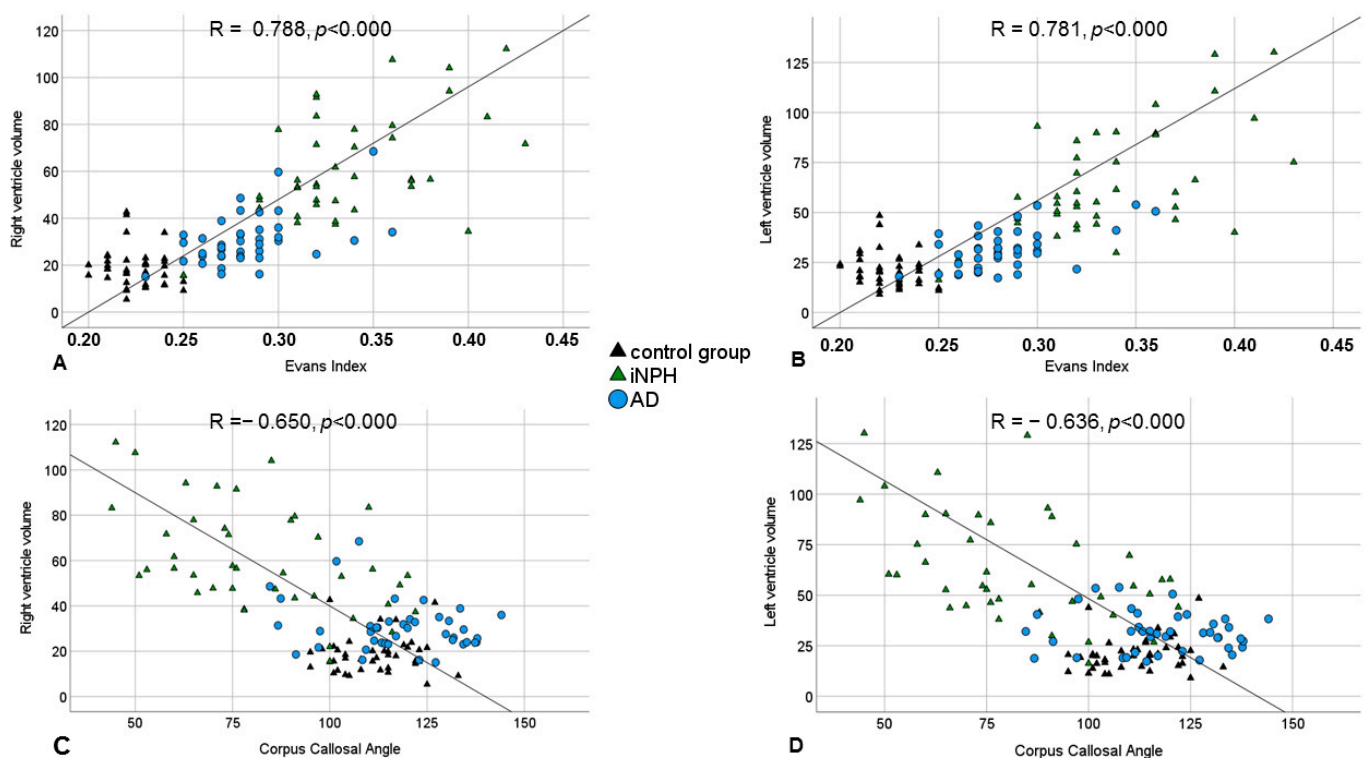 R = 0.788, p<0.000
120
100
80
60
40
20
0
Right ventricle volume
0.20 0.25 0.30 0.35 0.40 0.45
Evans Index
A
R = 0.781, p<0.000
125
100
75
50
25
0
Left ventricle volume
0.20 0.25 0.30 0.35 0.40 0.45
Evans Index
B
control group
iNPH
AD
R =− 0.650, p<0.000
120
100
80
60
40
20
0
Right ventricle volume
50 75 100 125 150
Corpus Callosal Angle
C
R = − 0.636, p<0.000
125
100
75
50
25
0
Left ventricle volume
50 75 100 125 150
Corpus Callosal Angle
D